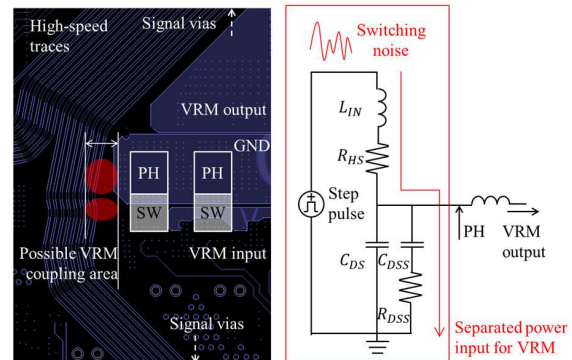 High-speed
traces
Signal vias
VRM output
GND
PH
PH
SW
SW
Possible VRM
coupling area
VRM input
Signal vias
Switching
noise
L_IN
R_HS
Step
pulse
C_DS
C_DSS
R_DSS
PH
VRM
output
Separated power
input for VRM